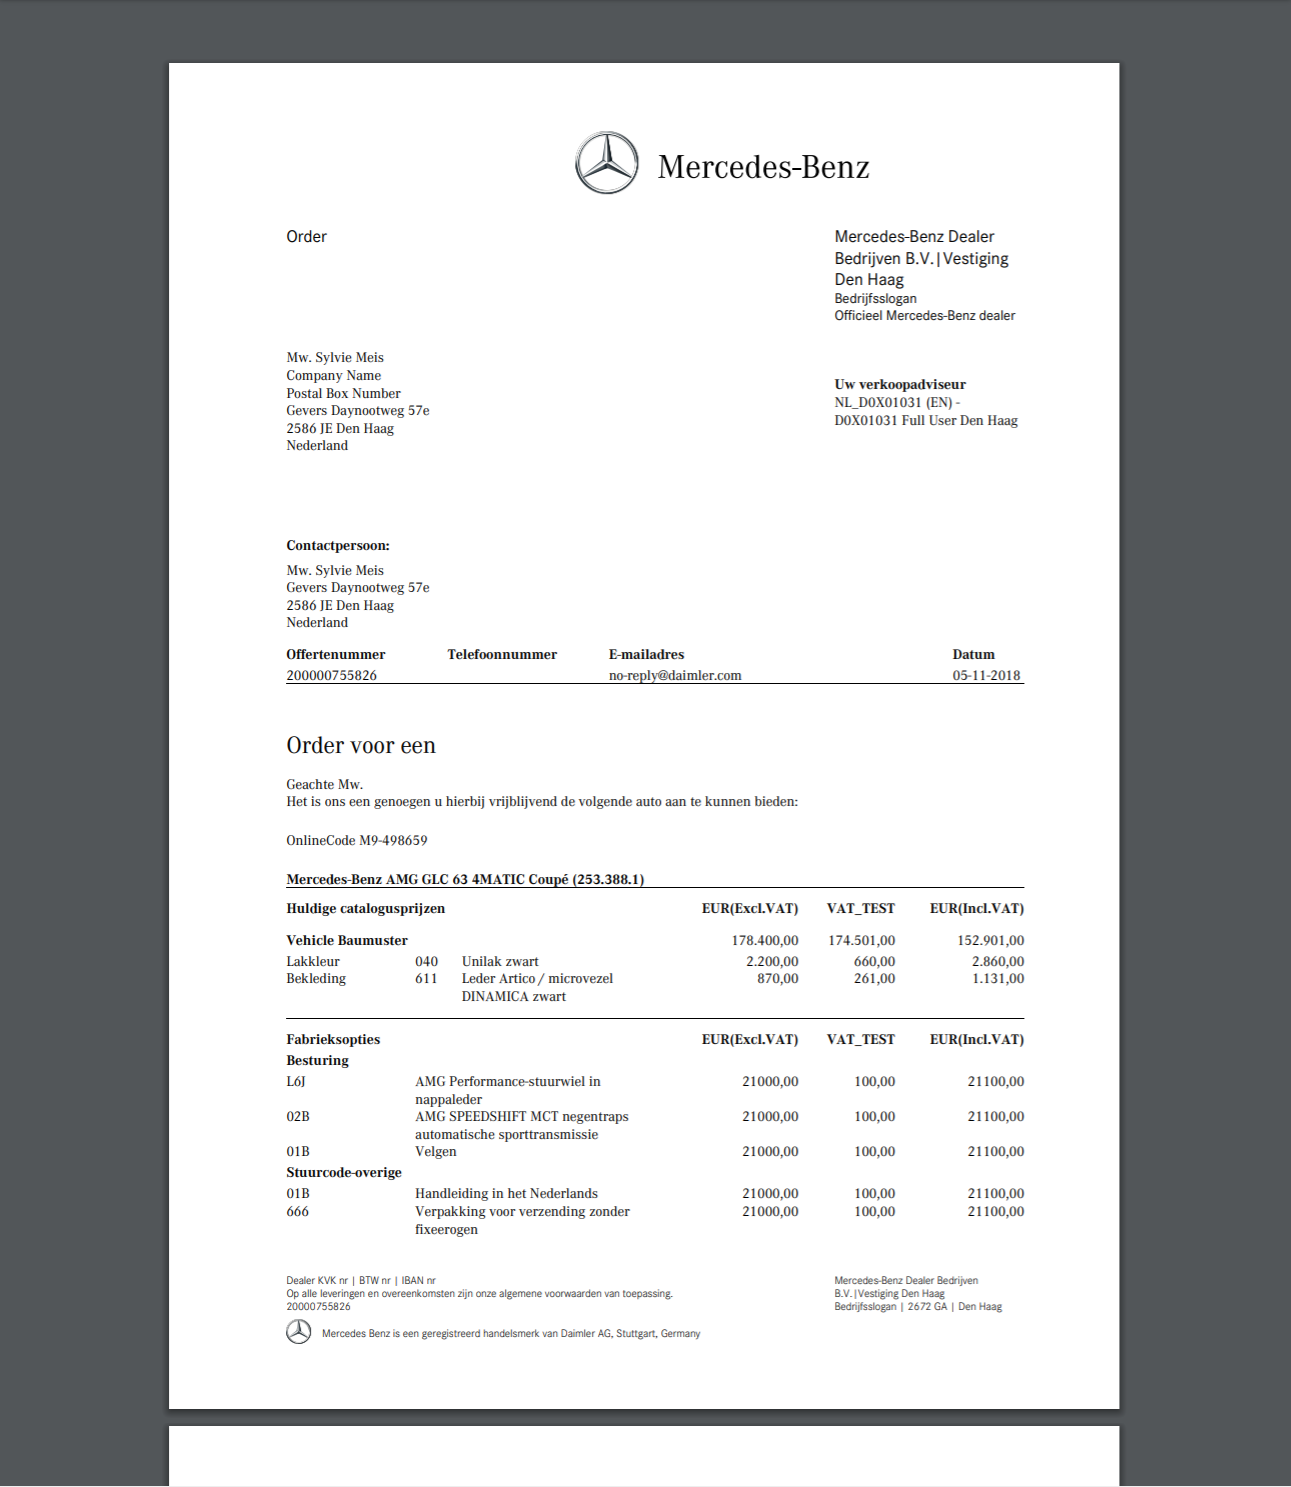 Mercedes-Benz
Order
Mercedes-Benz Dealer
Bedrijven B.V.|Vestiging
Den Haag
Bedrijfsslogan
Officieel Mercedes-Benz dealer
Mw. Sylvie Meis
Company Name
Postal Box Number
Gevers Daynootweg 57e
2586 JE Den Haag
Nederland
Uw verkoopadviseur
NL_D0X01031 (EN) -
D0X01031 Full User Den Haag
Contactpersoon:
Mw. Sylvie Meis
Gevers Daynootweg 57e
2586 JE Den Haag
Nederland
Offertenummer Telefoonnummer E-mailadres Datum
200000755826 no-reply@daimler.com 05-11-2018
Order voor een
Geachte Mw.
Het is ons een genoegen u hierbij vrijblijvend de volgende auto aan te kunnen bieden:
OnlineCode M9-498659
Mercedes-Benz AMG GLC 63 4MATIC Coupé (253.388.1)
Huldige catalogusprijzen EUR(Excl.VAT) VAT_TEST EUR(Incl.VAT)
Vehicle Baumuster 178.400,00 174.501,00 152.901,00
Lakkleur 040 Unilak zwart 2.200,00 660,00 2.860,00
Bekleding 611 Leder Artico / microvezel 870,00 261,00 1.131,00
DINAMICA zwart
Fabrieksopties EUR(Excl.VAT) VAT_TEST EUR(Incl.VAT)
Besturing
L6J AMG Performance-stuurwiel in 21000,00 100,00 21100,00
nappaleder
02B AMG SPEEDSHIFT MCT negentraps 21000,00 100,00 21100,00
automatische sporttransmissie
01B Velgen 21000,00 100,00 21100,00
Stuurcode-overige
01B Handleiding in het Nederlands 21000,00 100,00 21100,00
666 Verpakking voor verzending zonder 21000,00 100,00 21100,00
fixeerogen
Dealer KVK nr | BTW nr | IBAN nr
Op alle leveringen en overeenkomsten zijn onze algemene voorwaarden van toepassing.
20000755826
Mercedes-Benz Dealer Bedrijven
B.V.|Vestiging Den Haag
Bedrijfsslogan | 2672 GA | Den Haag
Mercedes Benz is een geregistreerd handelsmerk van Daimler AG, Stuttgart, Germany